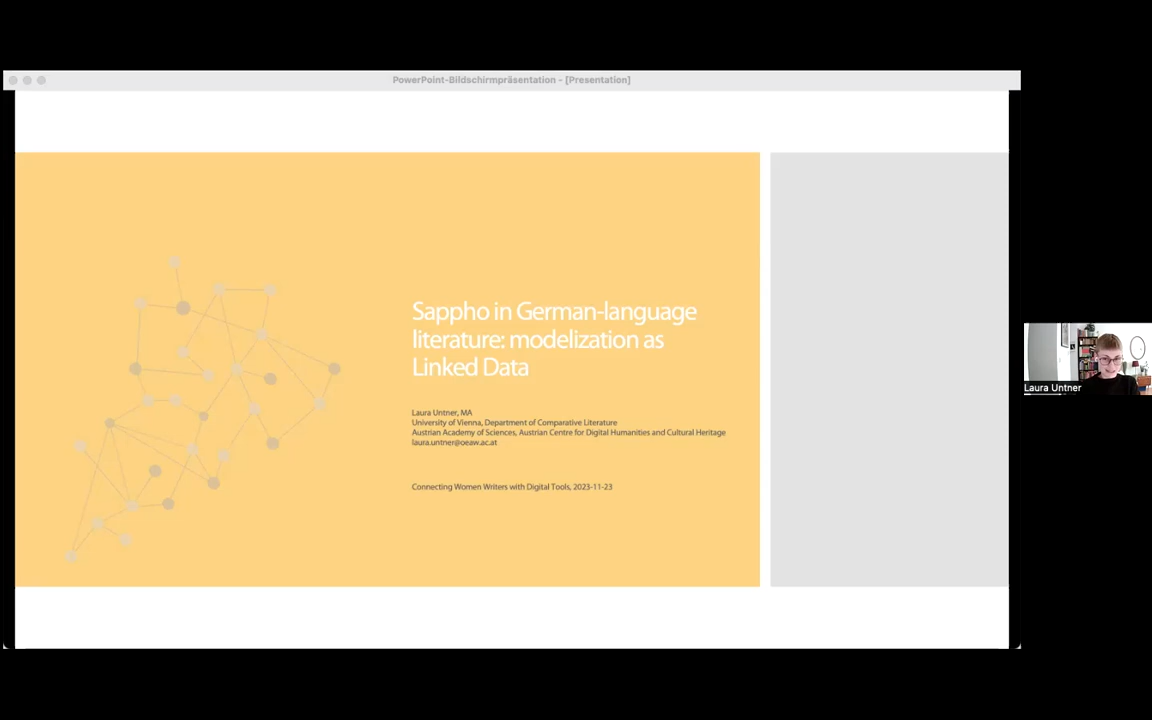 PowerPoint-Bildschirmpräsentation - [Presentation]
Sappho in German-language
literature: modelization as
Linked Data
Laura Untner, MA
University of Vienna, Department of Comparative Literature
Austrian Academy of Sciences, Austrian Centre for Digital Humanities and Cultural Heritage
laura.untner@oeaw.ac.at
Connecting Women Writers with Digital Tools, 2023-11-23
Laura Untner